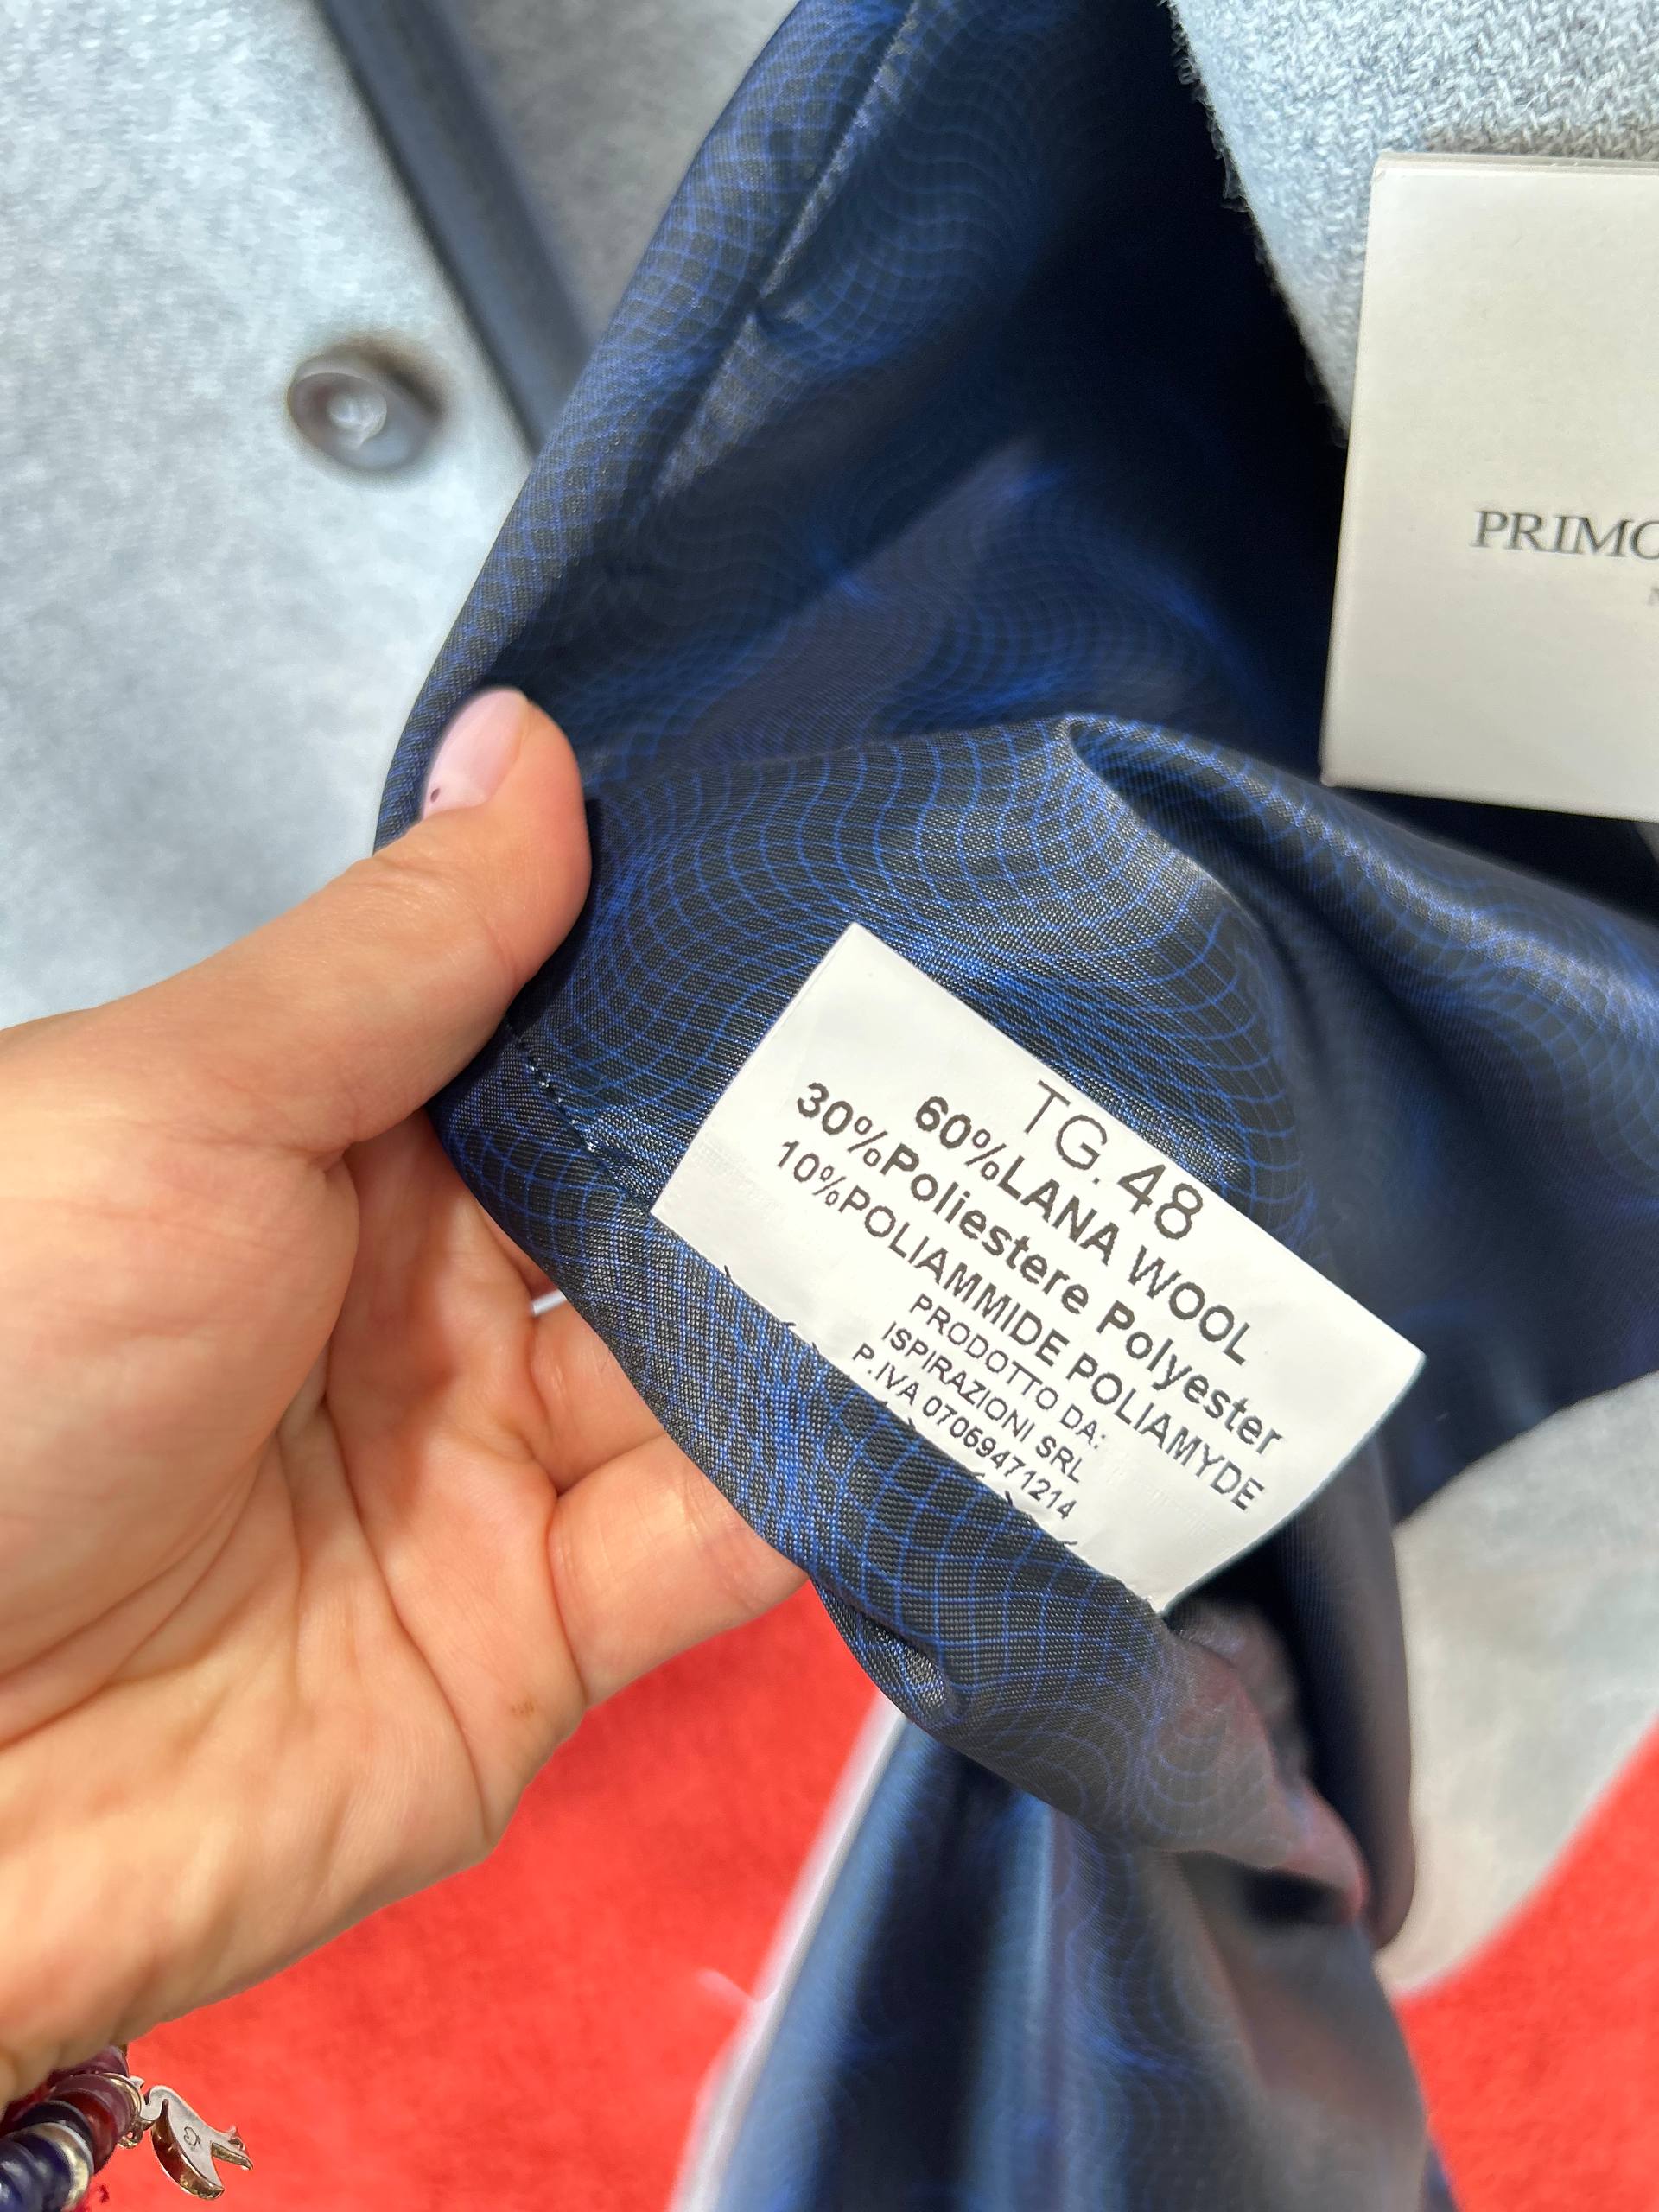 PRIMO
TG.48
60%LANA WOOL
30%Poliestere Polyester
10%POLIAMMIDE POLIAMYDE
PRODOTTO DA:
ISPIRAZIONI SRL
P.IVA 07069471214